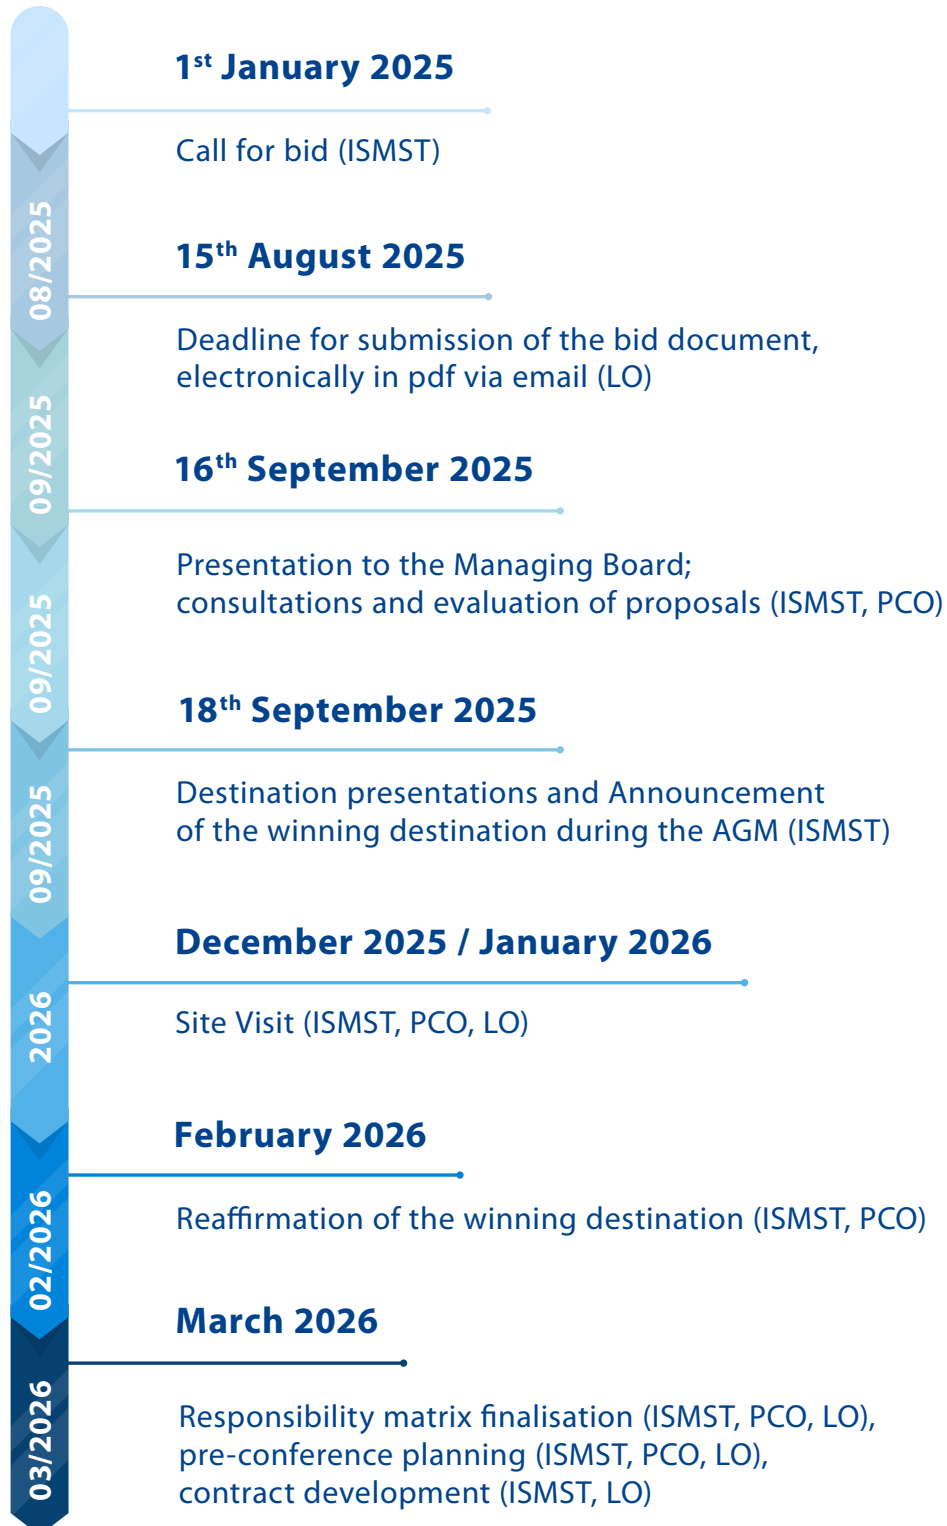 1st January 2025
Call for bid (ISMST)
08/2025
15th August 2025
Deadline for submission of the bid document,
electronically in pdf via email (LO)
09/2025
16th September 2025
Presentation to the Managing Board;
consultations and evaluation of proposals (ISMST, PCO)
09/2025
18th September 2025
Destination presentations and Announcement
of the winning destination during the AGM (ISMST)
09/2025
December 2025 / January 2026
Site Visit (ISMST, PCO, LO)
2026
February 2026
Reaffirmation of the winning destination (ISMST, PCO)
02/2026
March 2026
Responsibility matrix finalisation (ISMST, PCO, LO),
pre-conference planning (ISMST, PCO, LO),
contract development (ISMST, LO)
03/2026